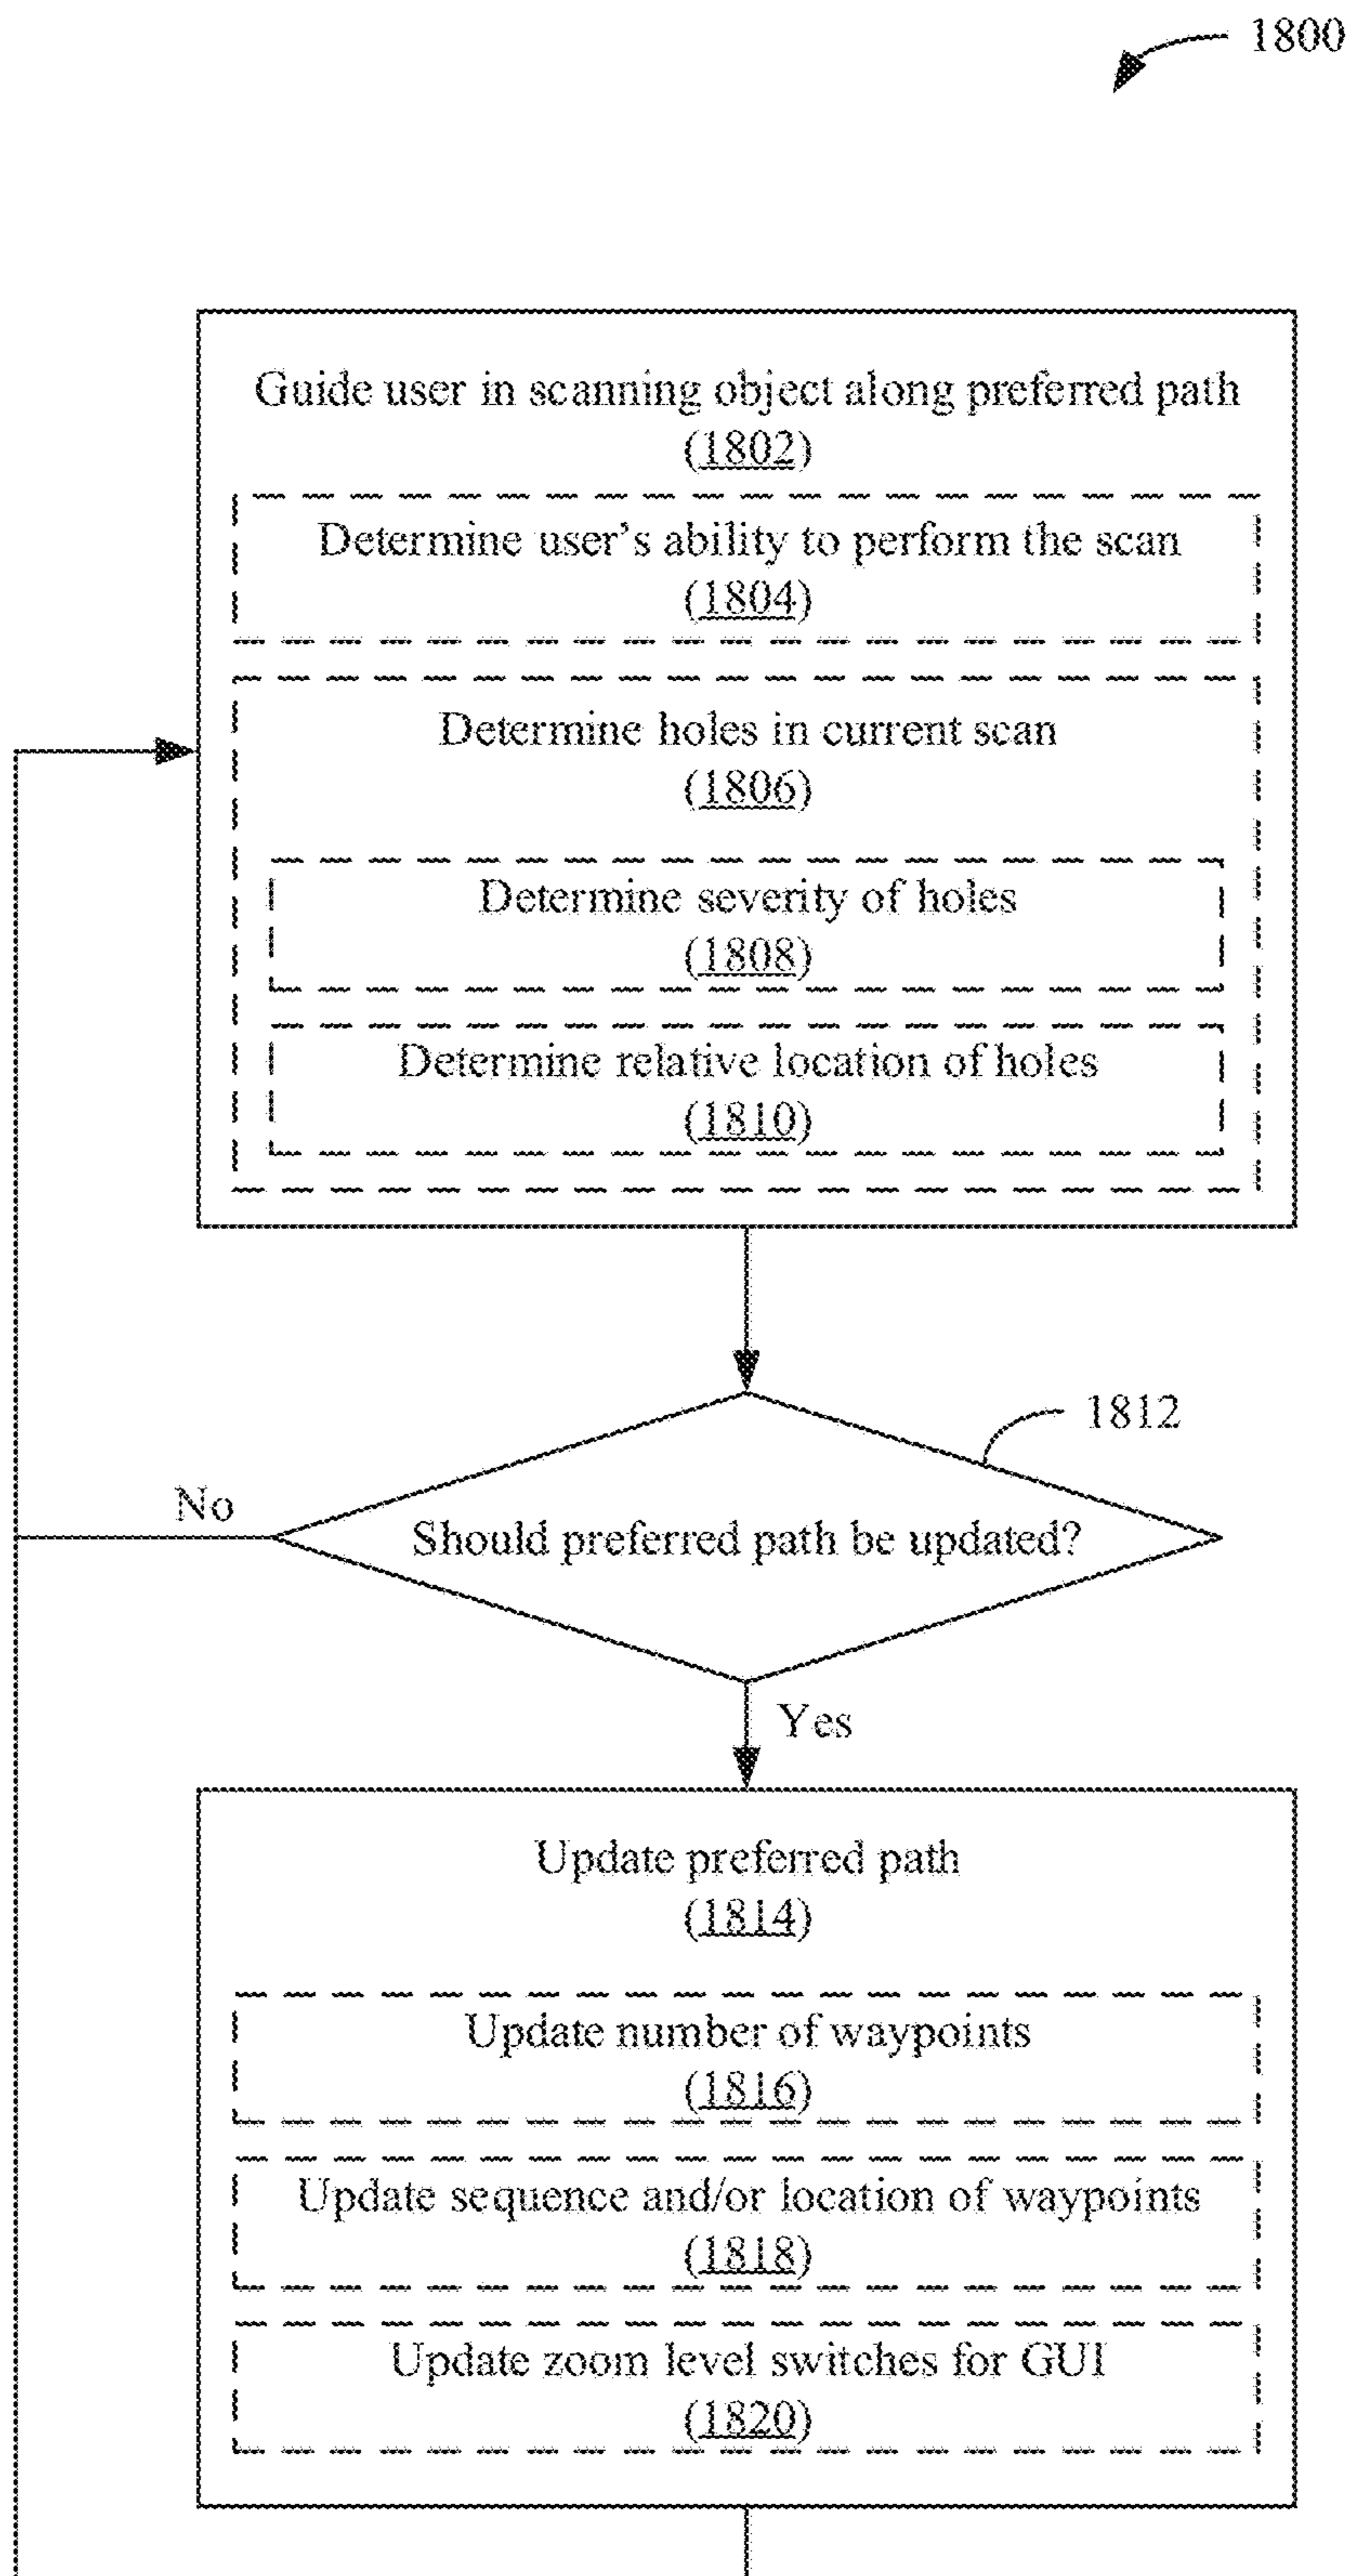 1800
Guide user in scanning object along preferred path
(1802)
Determine user's ability to perform the scan
(1804)
Determine holes in current scan
(1806)
Determine severity of holes
(1808)
Determine relative location of holes
(1810)
1812
No
Should preferred path be updated?
Yes
Update preferred path
(1814)
Update number of waypoints
(1816)
Update sequence and/or location of waypoints
(1818)
Update zoom level switches for GUI
(1820)